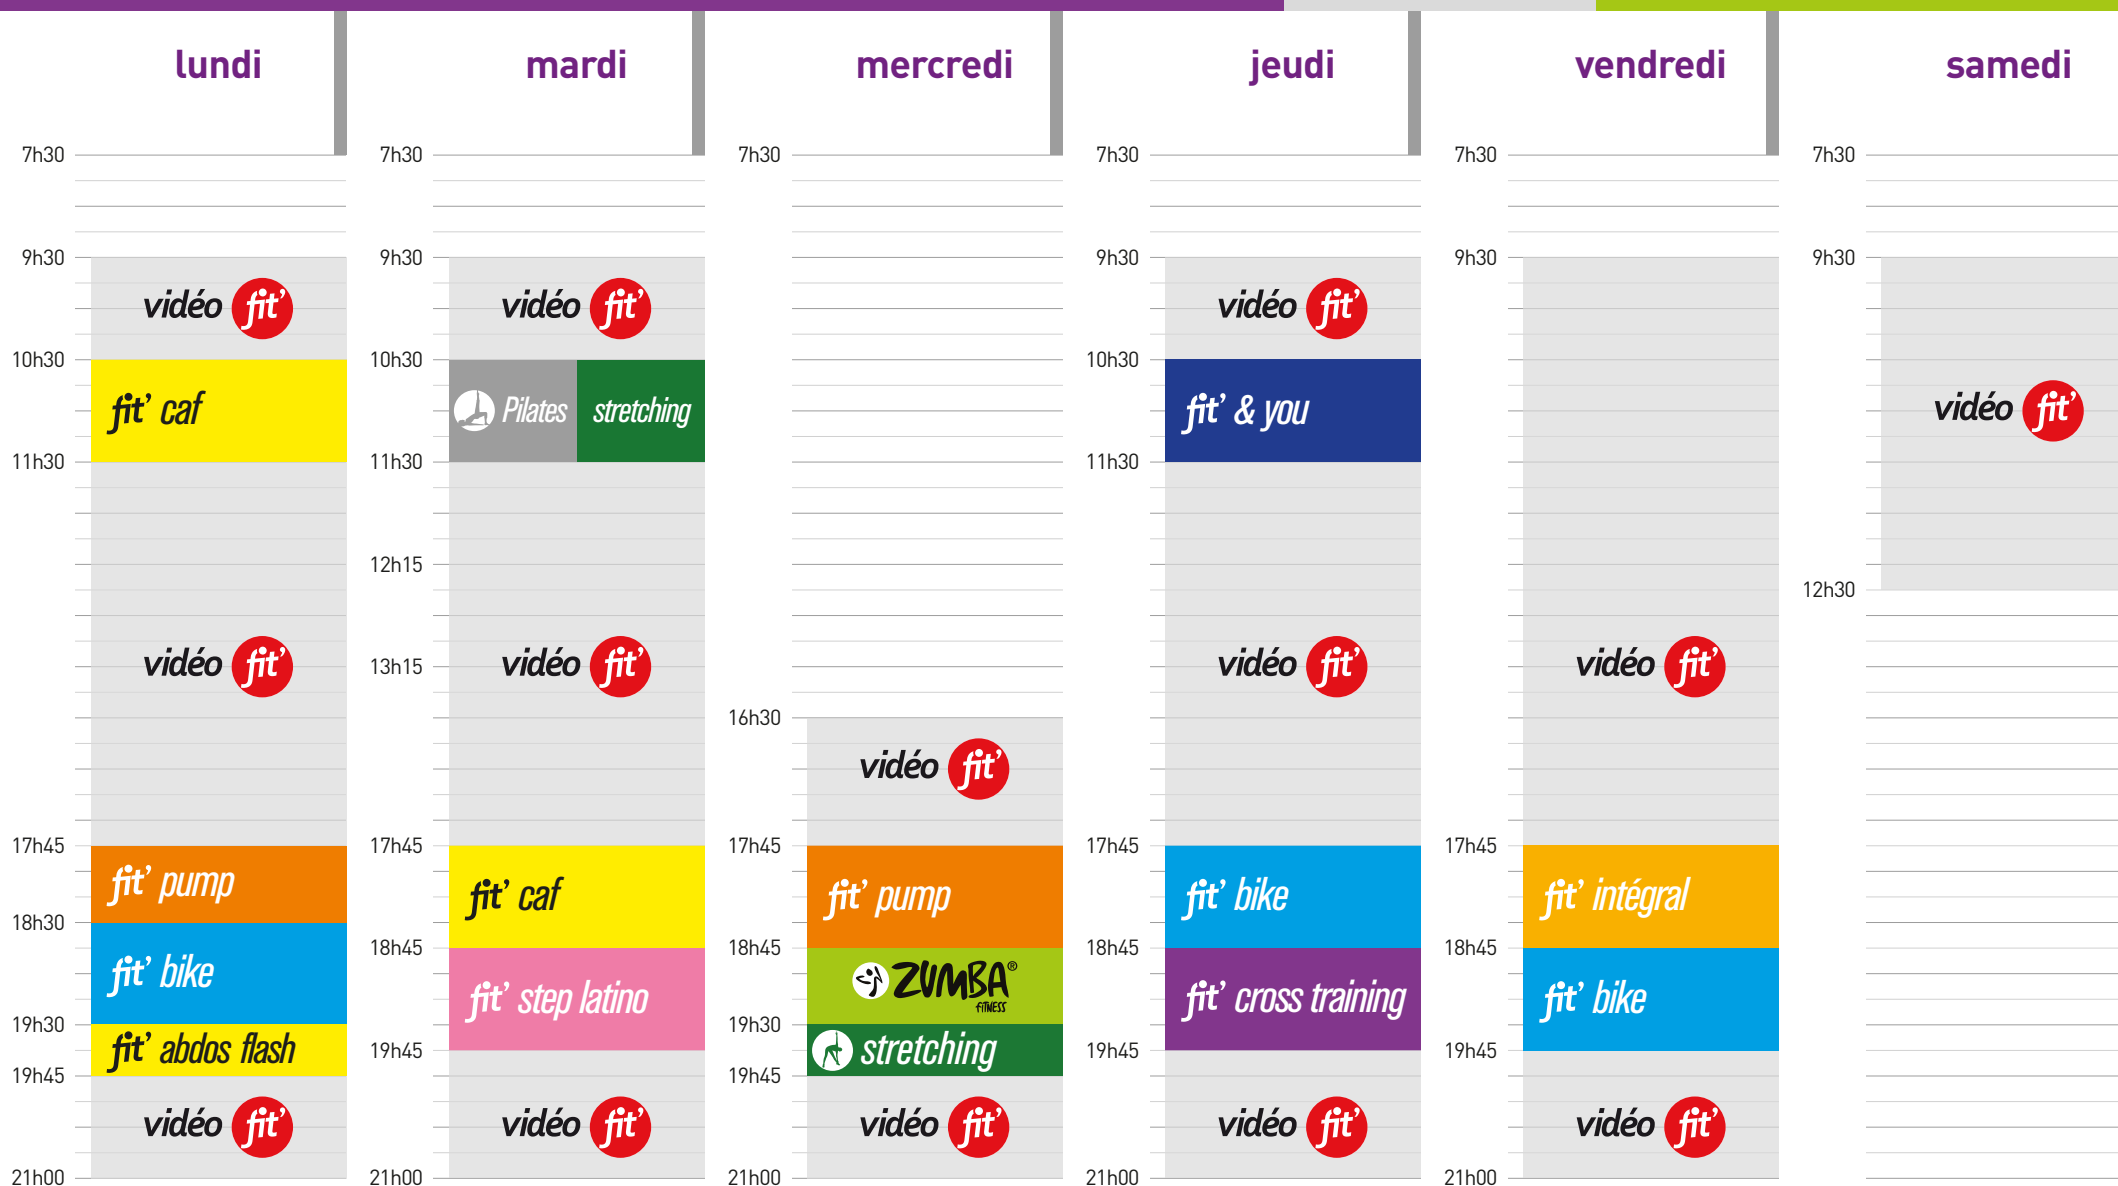 lundi
7h30
9h30
vidéo fit'
10h30
fit' caf
11h30
vidéo fit'
17h45
fit' pump
18h30
fit' bike
19h30
fit' abdos flash
19h45
vidéo fit'
21h00
mardi
7h30
9h30
vidéo fit'
10h30
Pilates stretching
11h30
12h15
vidéo fit'
13h15
17h45
fit' caf
18h45
fit' step latino
19h45
vidéo fit'
21h00
mercredi
7h30
16h30
vidéo fit'
17h45
fit' pump
18h45
ZUMBA®
FITNESS
19h30
stretching
19h45
vidéo fit'
21h00
jeudi
7h30
9h30
vidéo fit'
10h30
fit' & you
11h30
vidéo fit'
17h45
fit' bike
18h45
fit' cross training
19h45
vidéo fit'
21h00
vendredi
7h30
9h30
vidéo fit'
17h45
fit' intégral
18h45
fit' bike
19h45
vidéo fit'
21h00
samedi
7h30
9h30
vidéo fit'
12h30